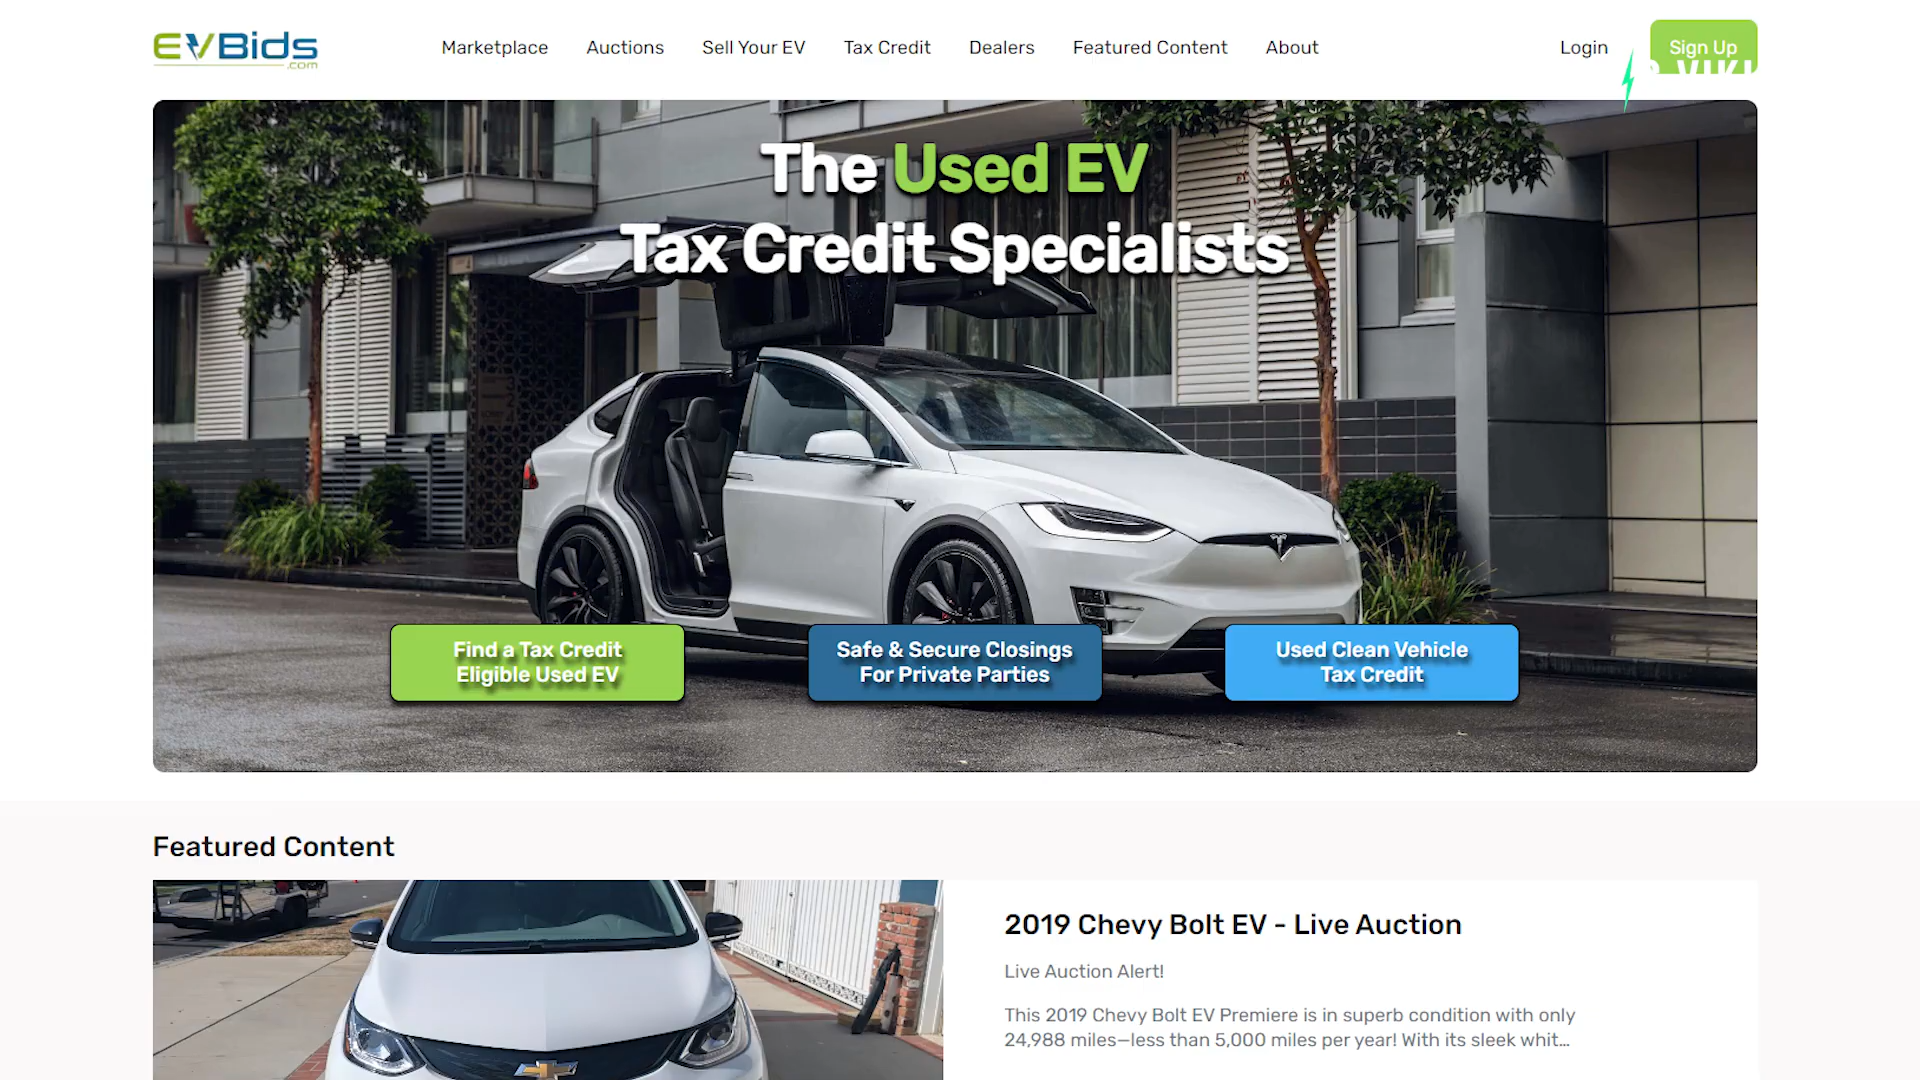 EVBids
.com
Marketplace
Auctions
Sell Your EV
Tax Credit
Dealers
Featured Content
About
Login
Sign Up
The Used EV
Tax Credit Specialists
Find a Tax Credit
Eligible Used EV
Safe & Secure Closings
For Private Parties
Used Clean Vehicle
Tax Credit
Featured Content
2019 Chevy Bolt EV - Live Auction
Live Auction Alert!
This 2019 Chevy Bolt EV Premiere is in superb condition with only
24,988 miles—less than 5,000 miles per year! With its sleek whit...